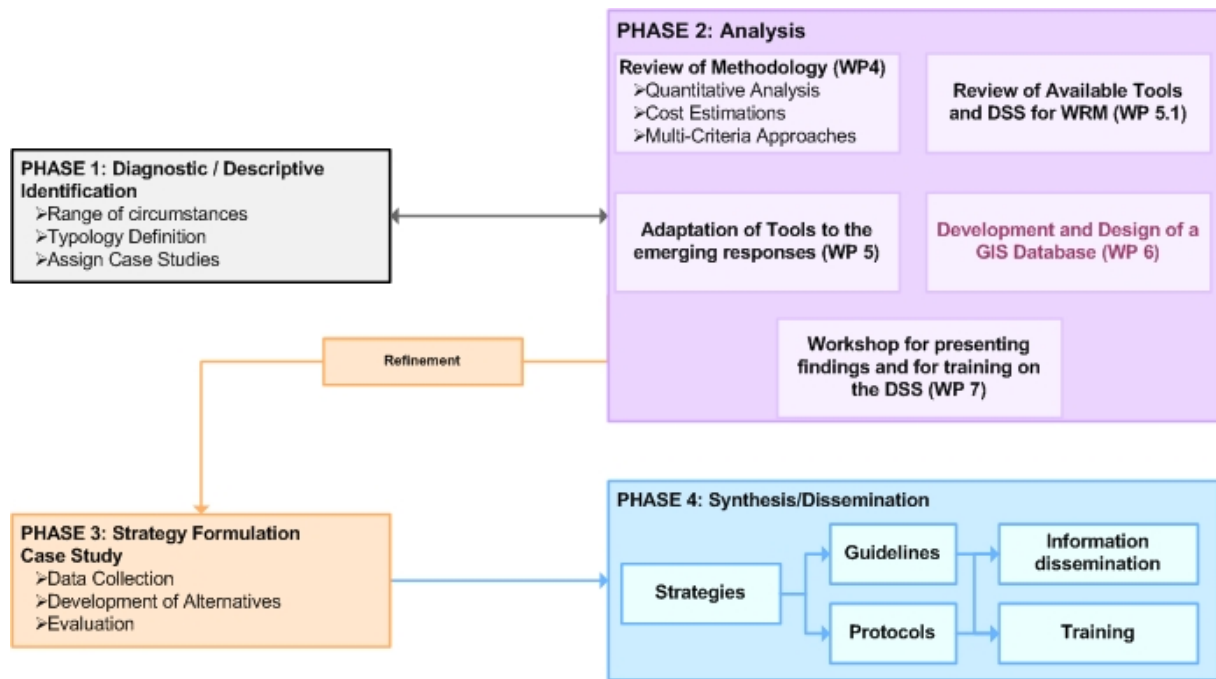 PHASE 2: Analysis
Review of Methodology (WP4)
➢Quantitative Analysis
➢Cost Estimations
➢Multi-Criteria Approaches
Review of Available Tools
and DSS for WRM (WP 5.1)
PHASE 1: Diagnostic / Descriptive
Identification
➢Range of circumstances
➢Typology Definition
➢Assign Case Studies
Adaptation of Tools to the
emerging responses (WP 5)
Development and Design of a
GIS Database (WP 6)
Refinement
Workshop for presenting
findings and for training on
the DSS (WP 7)
PHASE 3: Strategy Formulation
Case Study
➢Data Collection
➢Development of Alternatives
➢Evaluation
PHASE 4: Synthesis/Dissemination
Strategies
Guidelines
Protocols
Information
dissemination
Training